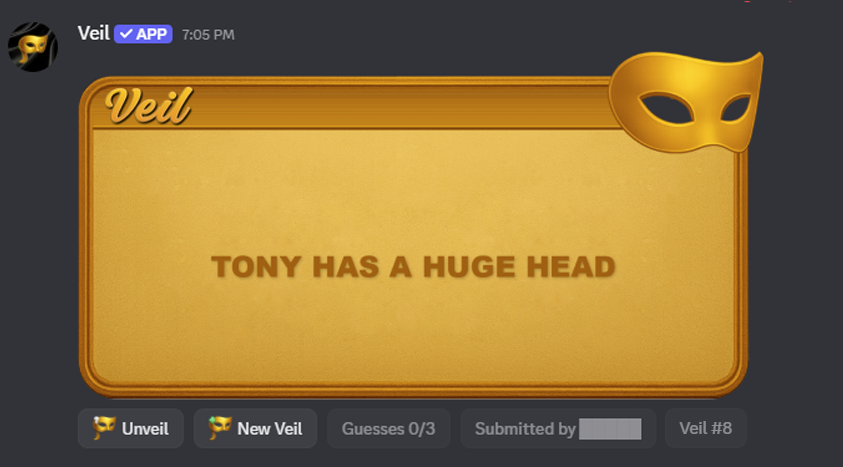 Veil APP 7:05 PM
Veil
TONY HAS A HUGE HEAD
Unveil New Veil Guesses 0/3 Submitted by Veil #8